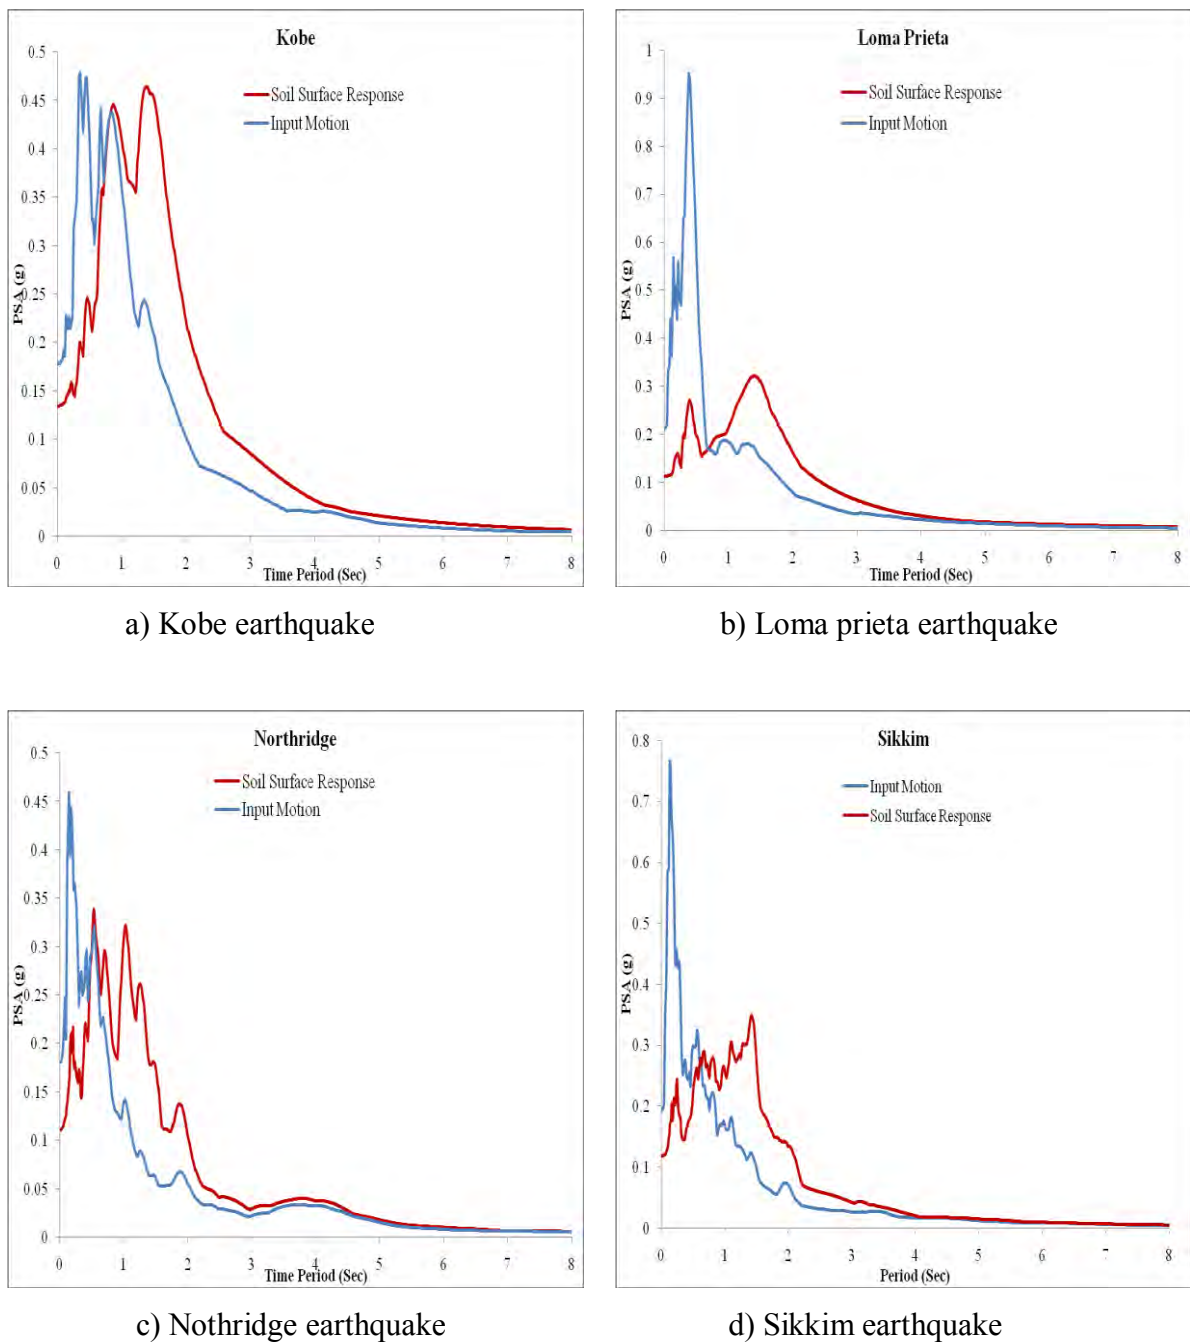 Kobe
0.5
Soil Surface Response
0.45
Input Motion
0.4
0.35
0.3
PSA (g)
0.25
0.2
0.15
0.1
0.05
0
0 1 2 3 4 5 6 7 8
Time Period (Sec)
a) Kobe earthquake
Loma Prieta
1
Soil Surface Response
0.9
Input Motion
0.8
0.7
0.6
PSA (g)
0.5
0.4
0.3
0.2
0.1
0
0 1 2 3 4 5 6 7 8
Time Period (Sec)
b) Loma prieta earthquake
Northridge
0.5
Soil Surface Response
0.45
Input Motion
0.4
0.35
0.3
PSA (g)
0.25
0.2
0.15
0.1
0.05
0
0 1 2 3 4 5 6 7 8
Time Period (Sec)
c) Nothridge earthquake
Sikkim
0.8
Input Motion
0.7
Soil Surface Response
0.6
0.5
PSA (g)
0.4
0.3
0.2
0.1
0
0 1 2 3 4 5 6 7 8
Period (Sec)
d) Sikkim earthquake